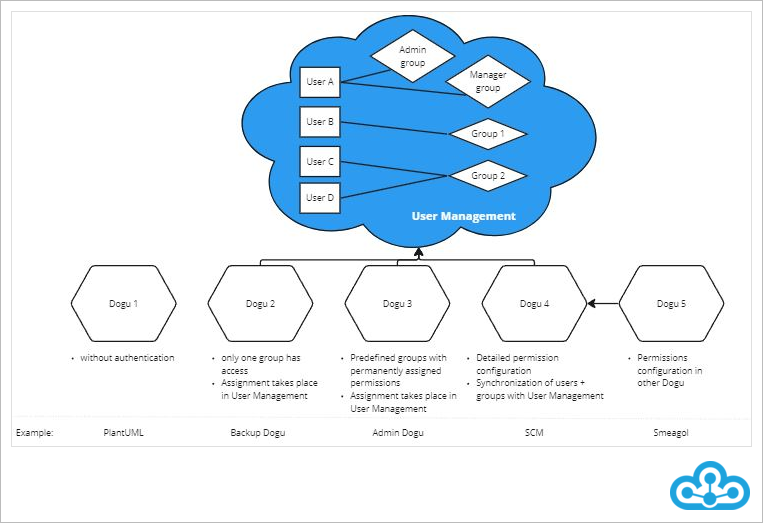 Admin
group
Manager
group
User A
User B
Group 1
User C
Group 2
User D
User Management
Dogu 1
Dogu 2
Dogu 3
Dogu 4
Dogu 5
• without authentication
• only one group has
access
• Assignment takes place
in User Management
• Predefined groups with
permanently assigned
permissions
• Assignment takes place in
User Management
• Detailed permission
configuration
• Synchronization of users +
groups with User Management
• Permissions
configuration in
other Dogu
Example:
PlantUML
Backup Dogu
Admin Dogu
SCM
Smeagol